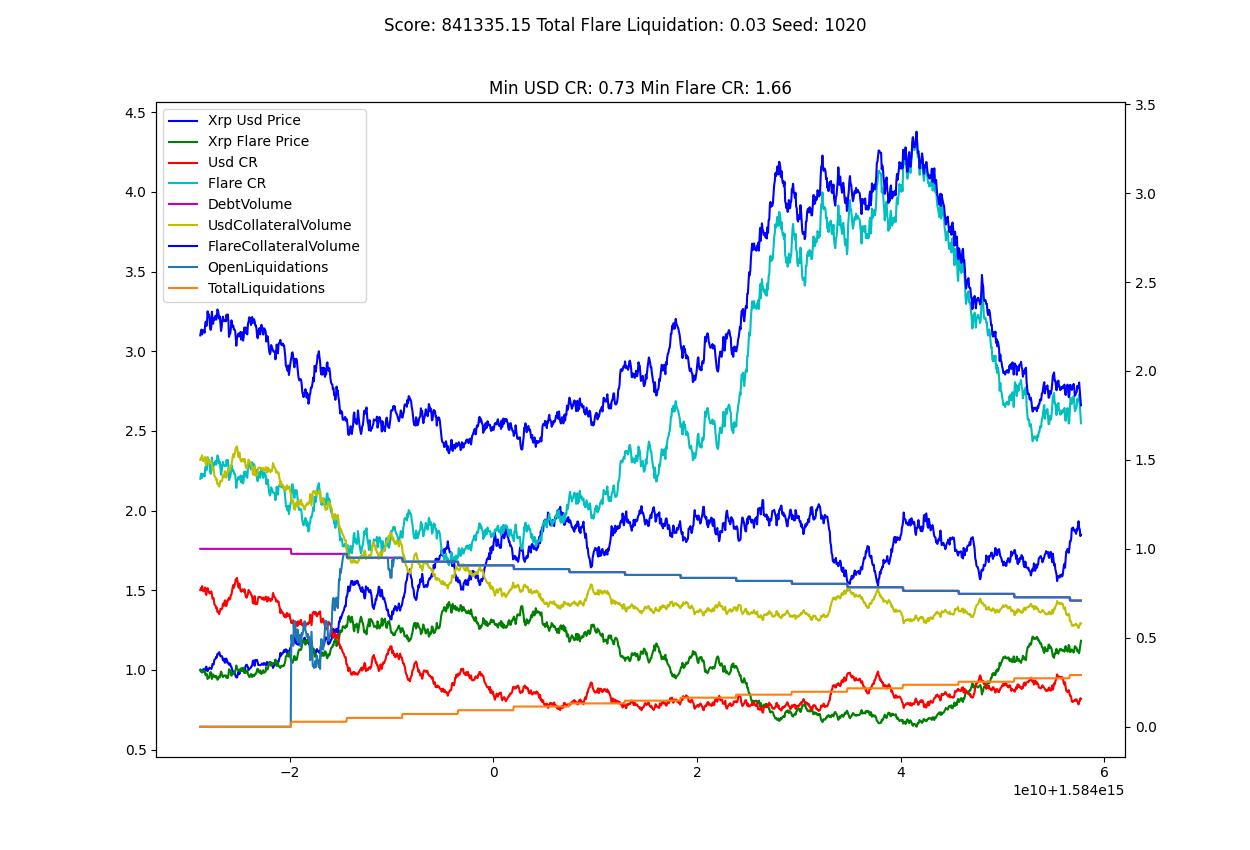 Score: 841335.15 Total Flare Liquidation: 0.03 Seed: 1020
Min USD CR: 0.73 Min Flare CR: 1.66
Xrp Usd Price
Xrp Flare Price
Usd CR
Flare CR
DebtVolume
UsdCollateralVolume
FlareCollateralVolume
OpenLiquidations
TotalLiquidations
4.5
4.0
3.5
3.0
2.5
2.0
1.5
1.0
0.5
3.5
3.0
2.5
2.0
1.5
1.0
0.5
0.0
−2 0 2 4 6
1e10+1.584e15